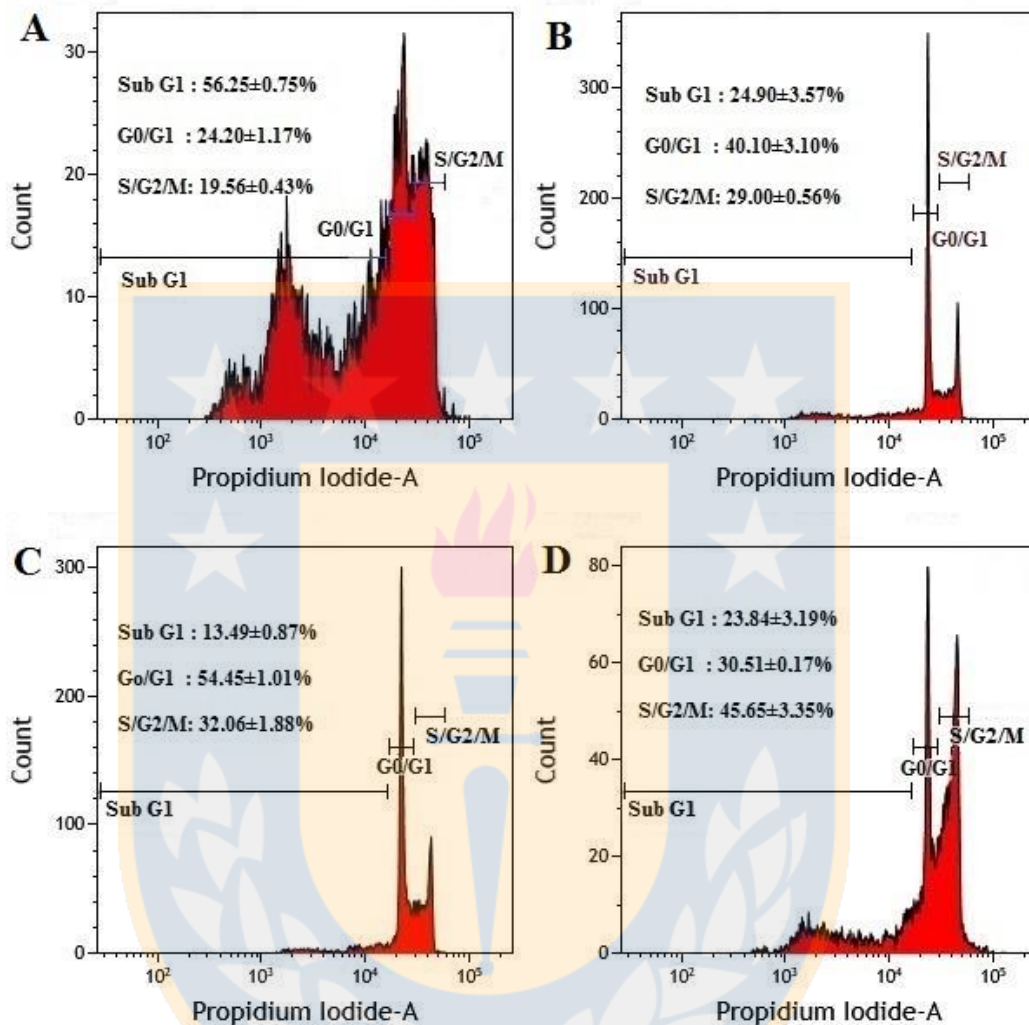 A
30
20
10
0
Count
Sub G1 : 56.25±0.75%
G0/G1 : 24.20±1.17%
S/G2/M: 19.56±0.43%
S/G2/M
G0/G1
Sub G1
10²
10³
10⁴
10⁵
Propidium Iodide-A
B
300
200
100
0
Count
Sub G1 : 24.90±3.57%
G0/G1 : 40.10±3.10%
S/G2/M: 29.00±0.56%
S/G2/M
G0/G1
Sub G1
10²
10³
10⁴
10⁵
Propidium Iodide-A
C
300
200
100
0
Count
Sub G1 : 13.49±0.87%
Go/G1 : 54.45±1.01%
S/G2/M: 32.06±1.88%
S/G2/M
G0/G1
Sub G1
10²
10³
10⁴
10⁵
Propidium Iodide-A
D
80
60
40
20
0
Count
Sub G1 : 23.84±3.19%
G0/G1 : 30.51±0.17%
S/G2/M: 45.65±3.35%
S/G2/M
G0/G1
Sub G1
10²
10³
10⁴
10⁵
Propidium Iodide-A